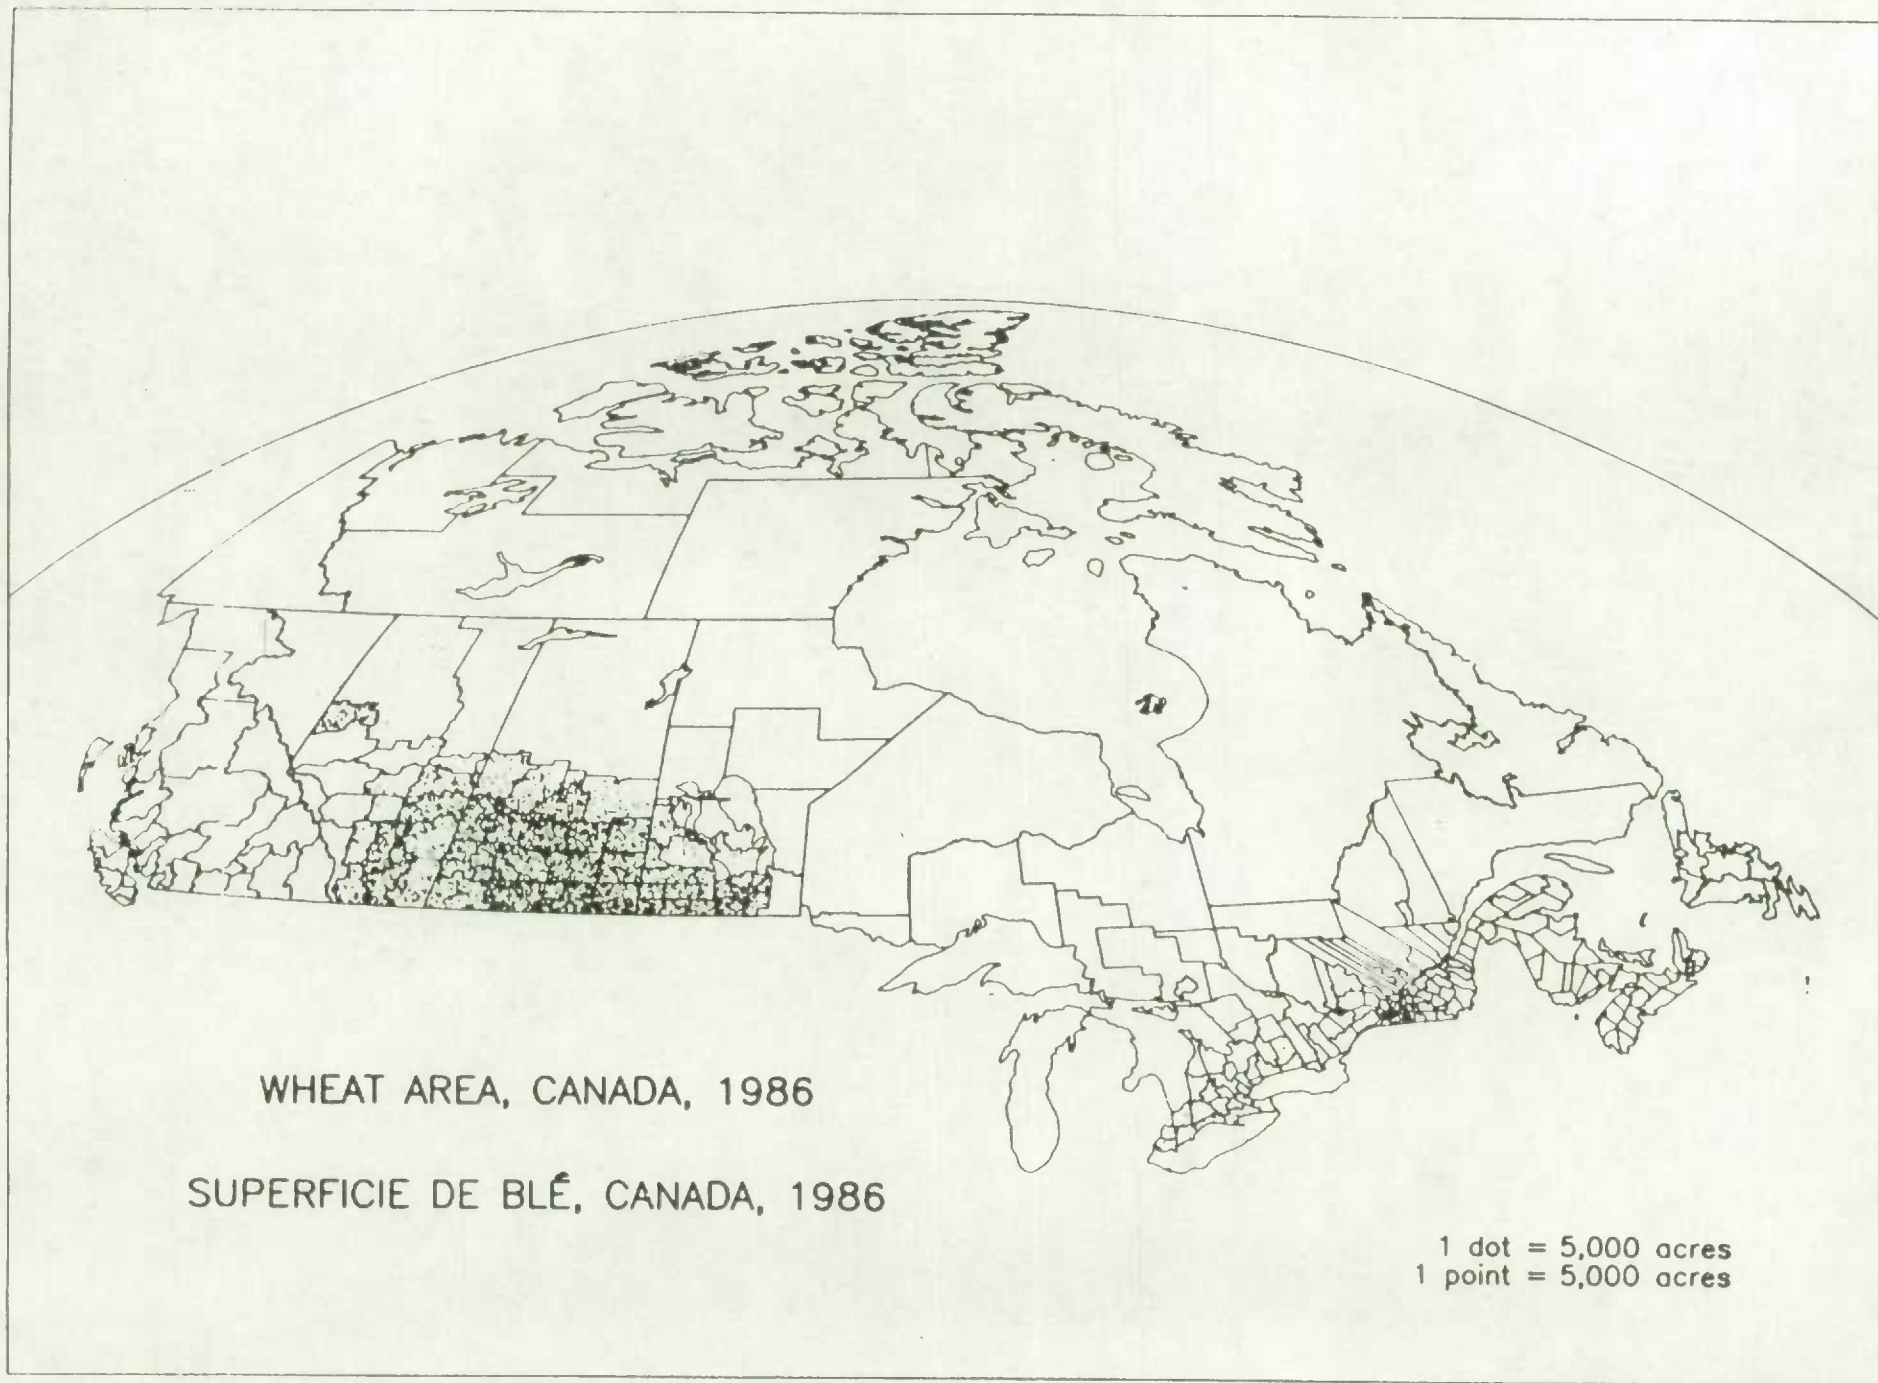 WHEAT AREA, CANADA, 1986
SUPERFICIE DE BLÉ, CANADA, 1986
1 dot = 5,000 acres
1 point = 5,000 acres